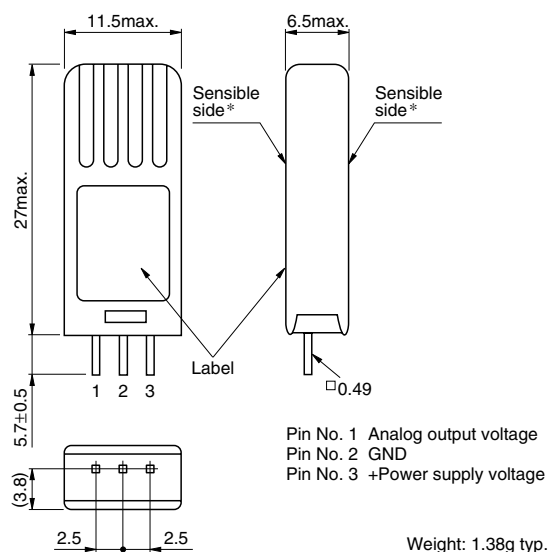 11.5max.
6.5max.
Sensible
side*
Sensible
side*
27max.
Label
1 2 3
□0.49
5.7±0.5
Pin No. 1 Analog output voltage
Pin No. 2 GND
Pin No. 3 +Power supply voltage
(3.8)
2.5 2.5
Weight: 1.38g typ.